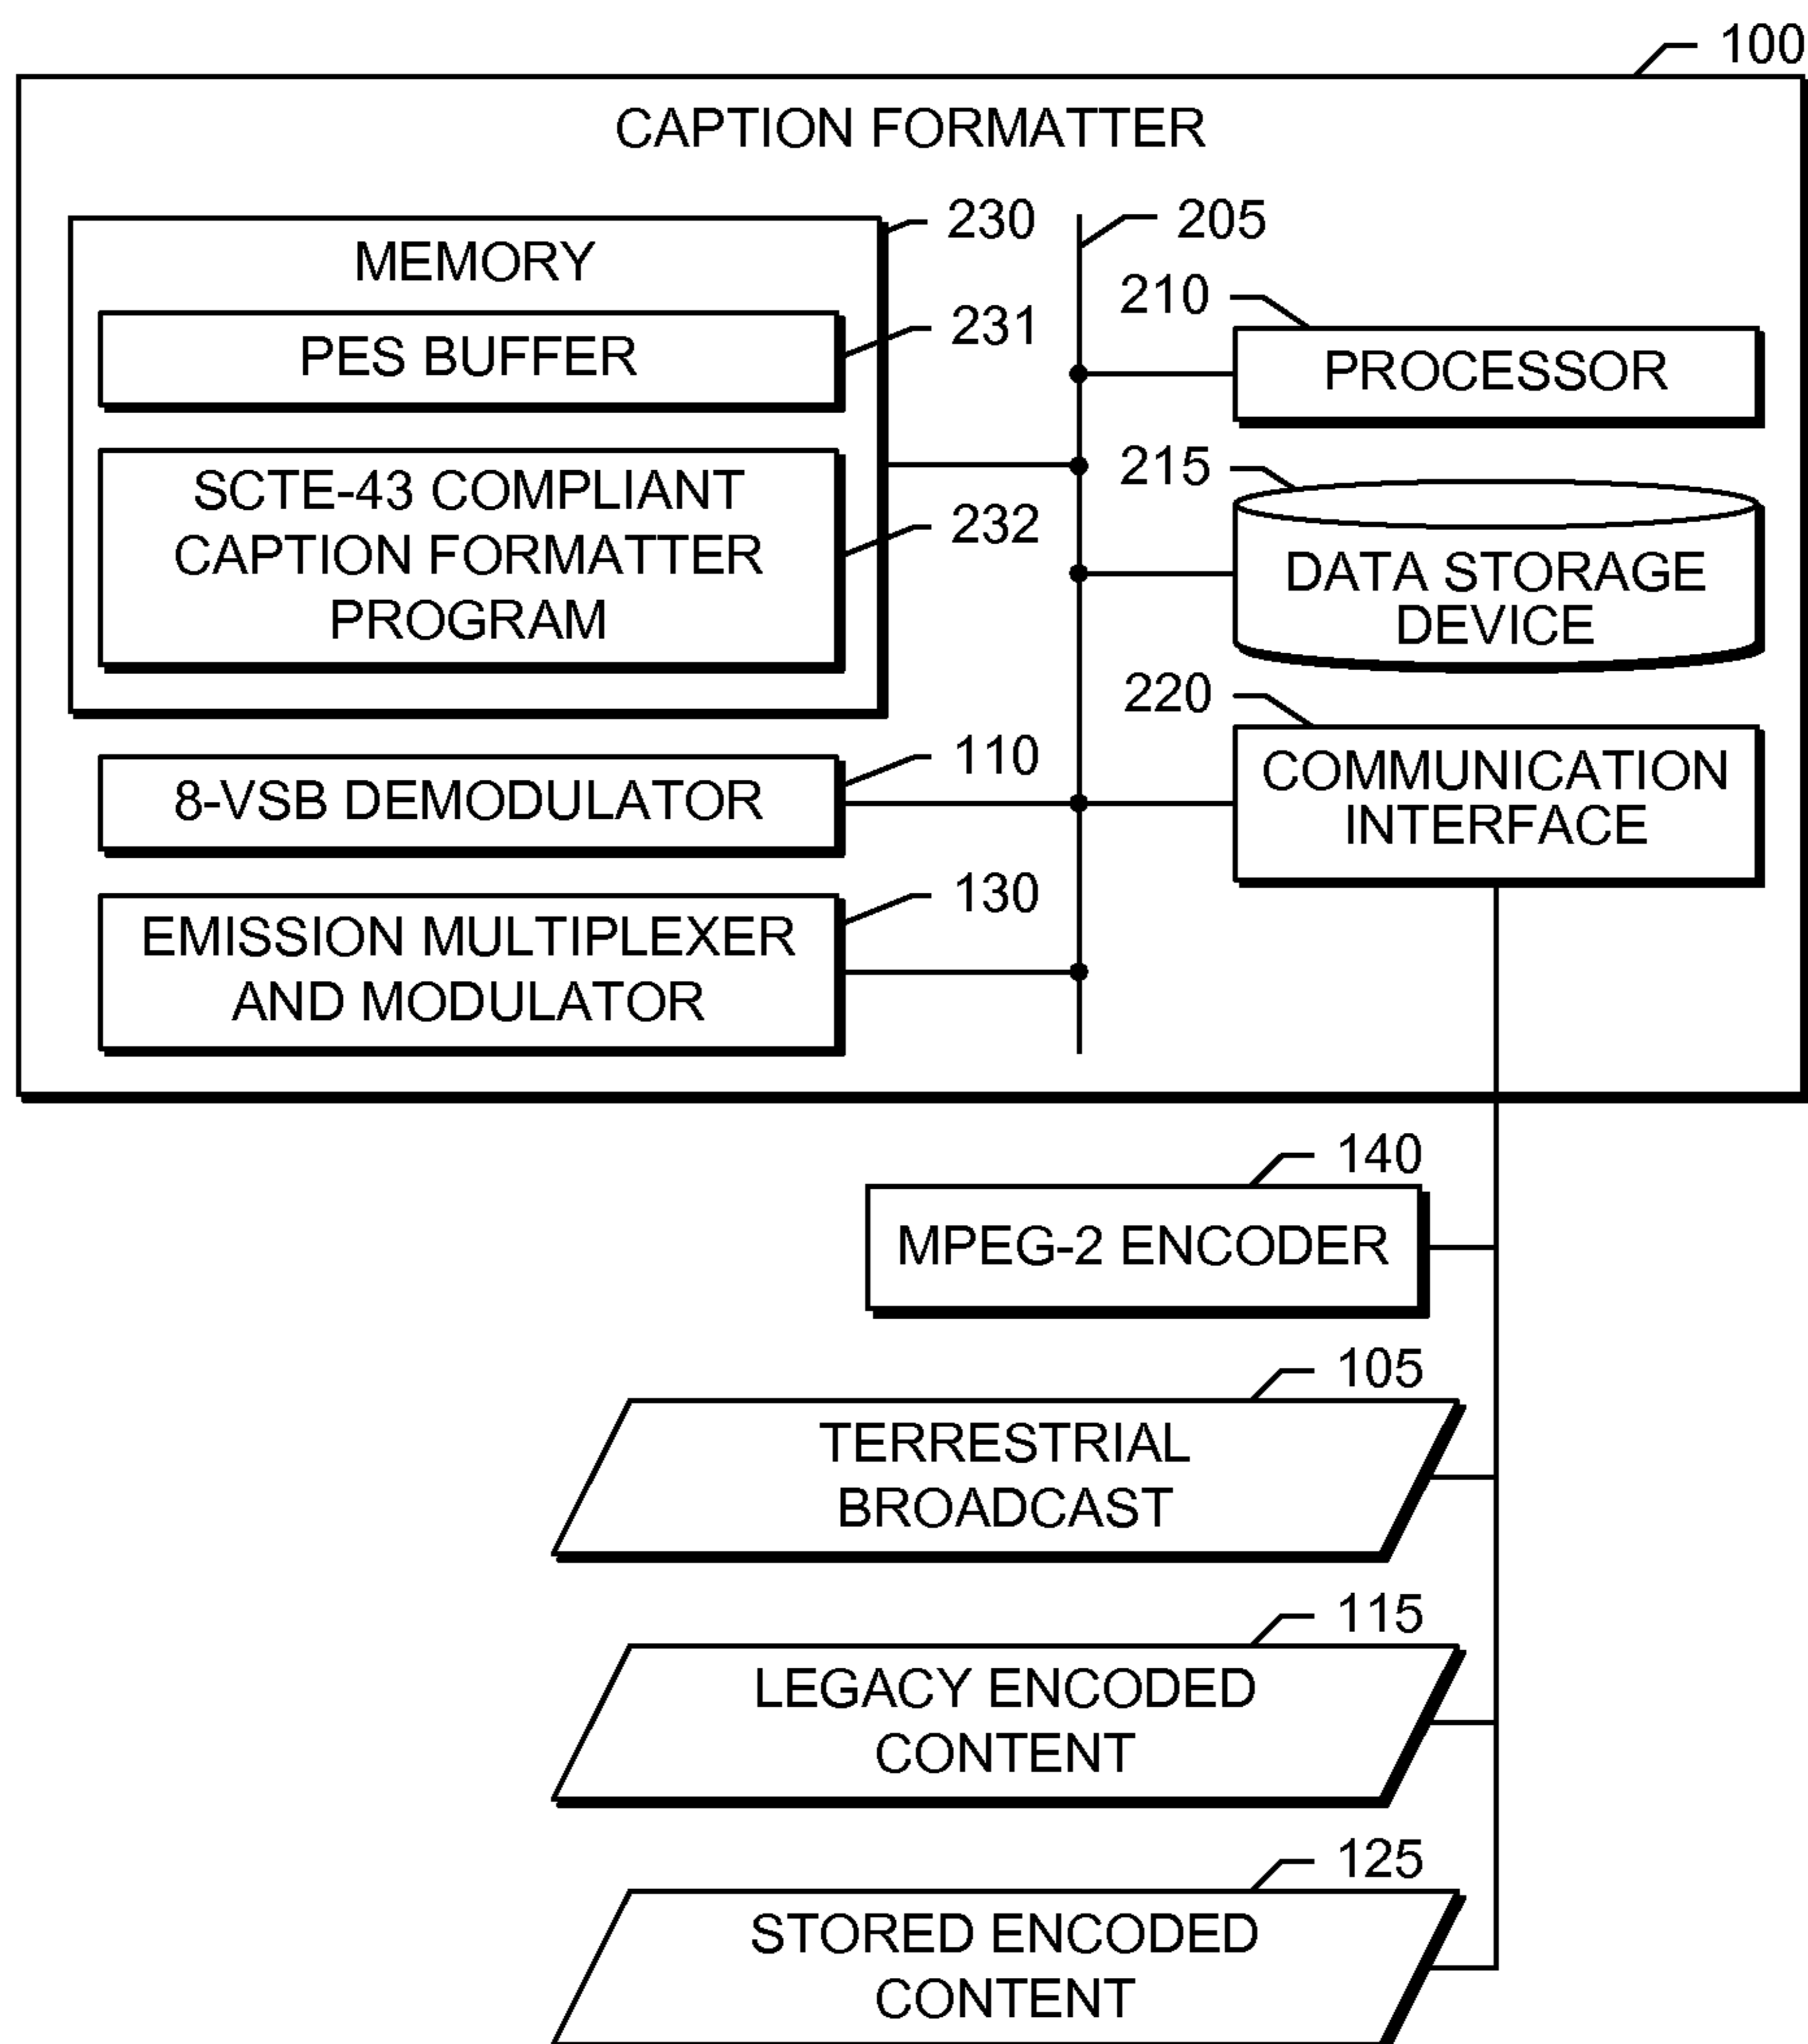 100
CAPTION FORMATTER
230
205
MEMORY
210
PES BUFFER
231
PROCESSOR
215
SCTE-43 COMPLIANT
CAPTION FORMATTER
PROGRAM
232
DATA STORAGE
DEVICE
220
110
8-VSB DEMODULATOR
COMMUNICATION
INTERFACE
130
EMISSION MULTIPLEXER
AND MODULATOR
140
MPEG-2 ENCODER
105
TERRESTRIAL
BROADCAST
115
LEGACY ENCODED
CONTENT
125
STORED ENCODED
CONTENT